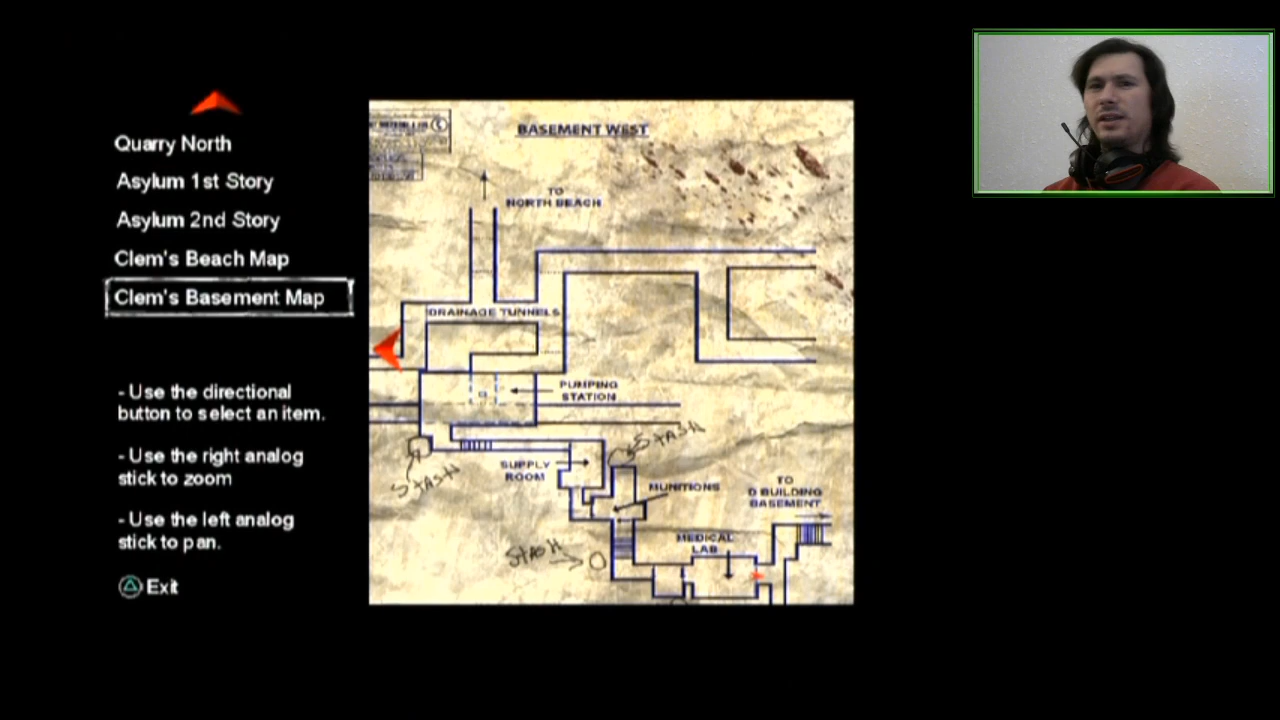 Quarry North
Asylum 1st Story
Asylum 2nd Story
Clem's Beach Map
Clem's Basement Map
- Use the directional
button to select an item.
- Use the right analog
stick to zoom
- Use the left analog
stick to pan.
Exit
BASEMENT WEST
TO
NORTH BEACH
DRAINAGE TUNNELS
PUMPING
STATION
STASH
STASH
SUPPLY
ROOM
MUNITIONS
TO
D BUILDING
BASEMENT
STASH
MEDICAL
LAB